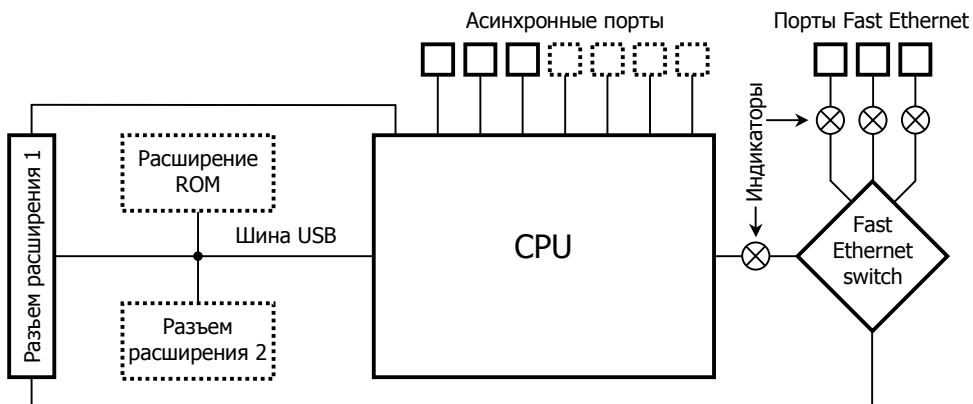 Асинхронные порты
Порты Fast Ethernet
Индикаторы
Разъем расширения 1
Расширение
ROM
Шина USB
CPU
Fast
Ethernet
switch
Разъем
расширения 2